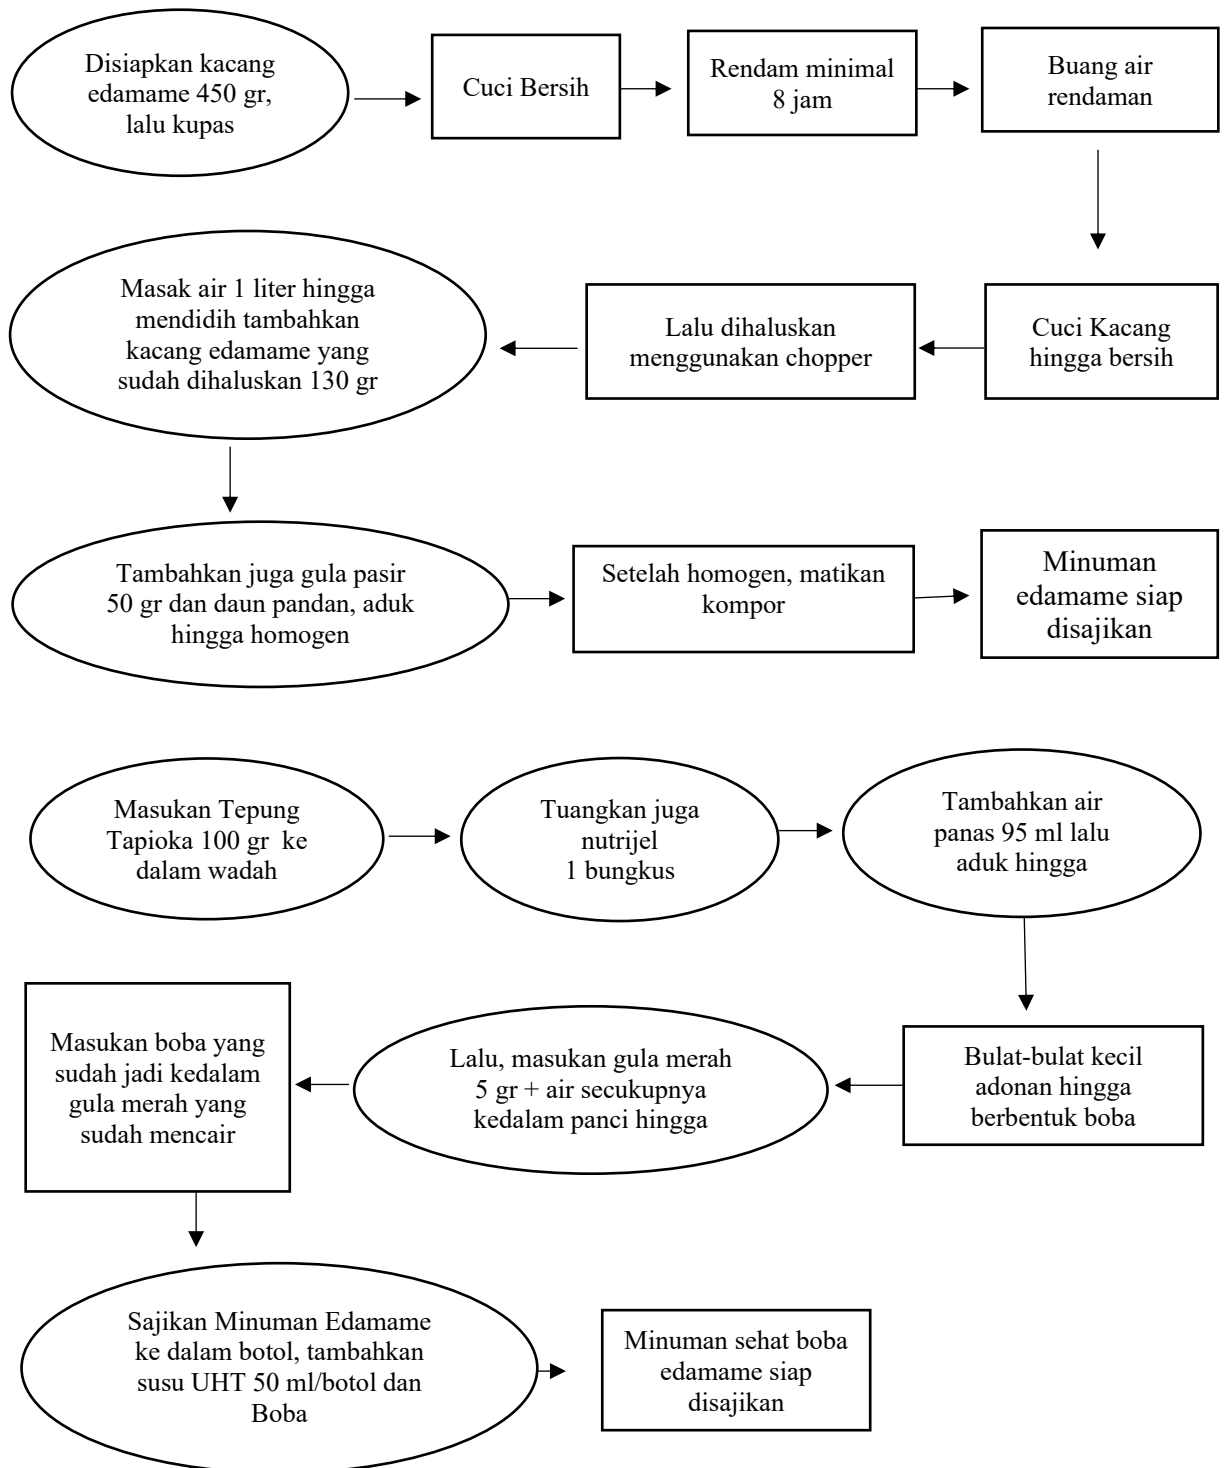 Disiapkan kacang
edamame 450 gr,
lalu kupas
Cuci Bersih
Rendam minimal
8 jam
Buang air
rendaman
Cuci Kacang
hingga bersih
Lalu dihaluskan
menggunakan chopper
Masak air 1 liter hingga
mendidih tambahkan
kacang edamame yang
sudah dihaluskan 130 gr
Tambahkan juga gula pasir
50 gr dan daun pandan, aduk
hingga homogen
Setelah homogen, matikan
kompor
Minuman
edamame siap
disajikan
Masukan Tepung
Tapioka 100 gr ke
dalam wadah
Tuangkan juga
nutrijel
1 bungkus
Tambahkan air
panas 95 ml lalu
aduk hingga
Bulat-bulat kecil
adonan hingga
berbentuk boba
Lalu, masukan gula merah
5 gr + air secukupnya
kedalam panci hingga
Masukan boba yang
sudah jadi kedalam
gula merah yang
sudah mencair
Sajikan Minuman Edamame
ke dalam botol, tambahkan
susu UHT 50 ml/botol dan
Boba
Minuman sehat boba
edamame siap
disajikan